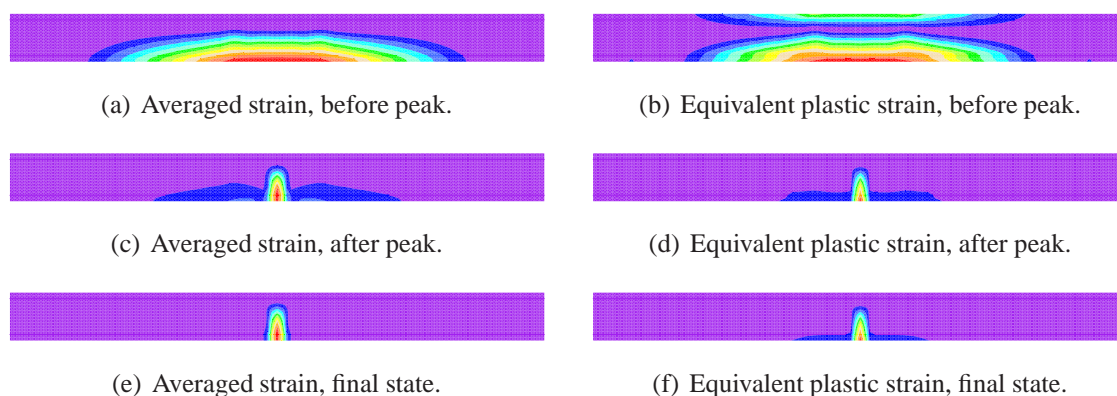 (a) Averaged strain, before peak.
(b) Equivalent plastic strain, before peak.
(c) Averaged strain, after peak.
(d) Equivalent plastic strain, after peak.
(e) Averaged strain, final state.
(f) Equivalent plastic strain, final state.